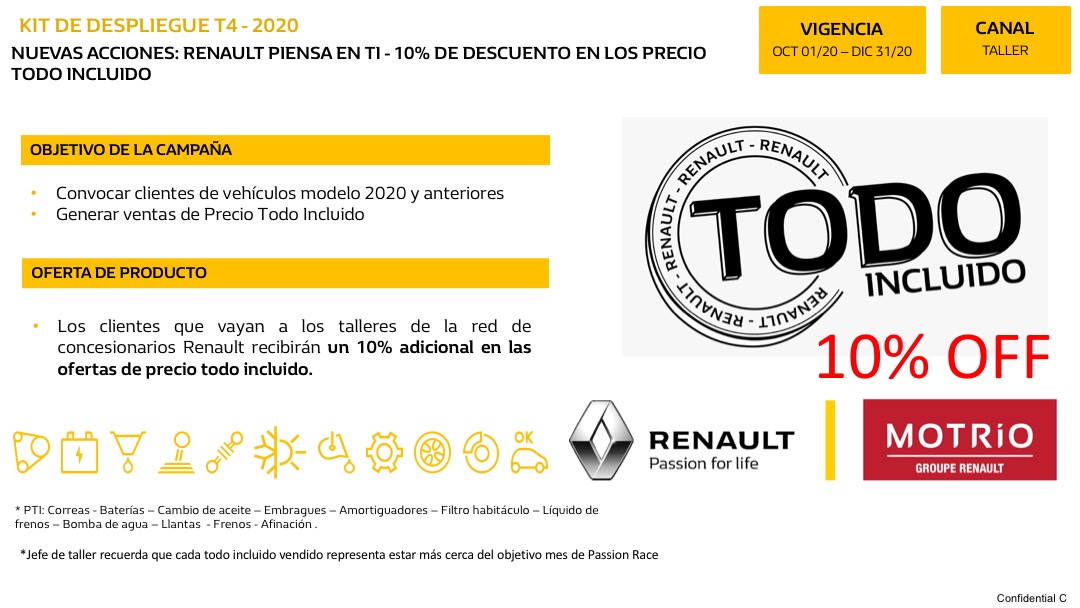 KIT DE DESPLIEGUE T4 - 2020
NUEVAS ACCIONES: RENAULT PIENSA EN TI - 10% DE DESCUENTO EN LOS PRECIO
TODO INCLUIDO
VIGENCIA
OCT 01/20 – DIC 31/20
CANAL
TALLER
OBJETIVO DE LA CAMPAÑA
• Convocar clientes de vehículos modelo 2020 y anteriores
• Generar ventas de Precio Todo Incluido
OFERTA DE PRODUCTO
• Los clientes que vayan a los talleres de la red de
concesionarios Renault recibirán un 10% adicional en las
ofertas de precio todo incluido.
RENAULT - RENAULT - RENAULT - RENAULT - RENAULT - RENAULT
TODO
INCLUIDO
10% OFF
OK
RENAULT
Passion for life
MOTRiO
GROUPE RENAULT
* PTI: Correas - Baterías – Cambio de aceite – Embragues – Amortiguadores – Filtro habitáculo – Líquido de
frenos – Bomba de agua – Llantas - Frenos - Afinación .
*Jefe de taller recuerda que cada todo incluido vendido representa estar más cerca del objetivo mes de Passion Race
Confidential C